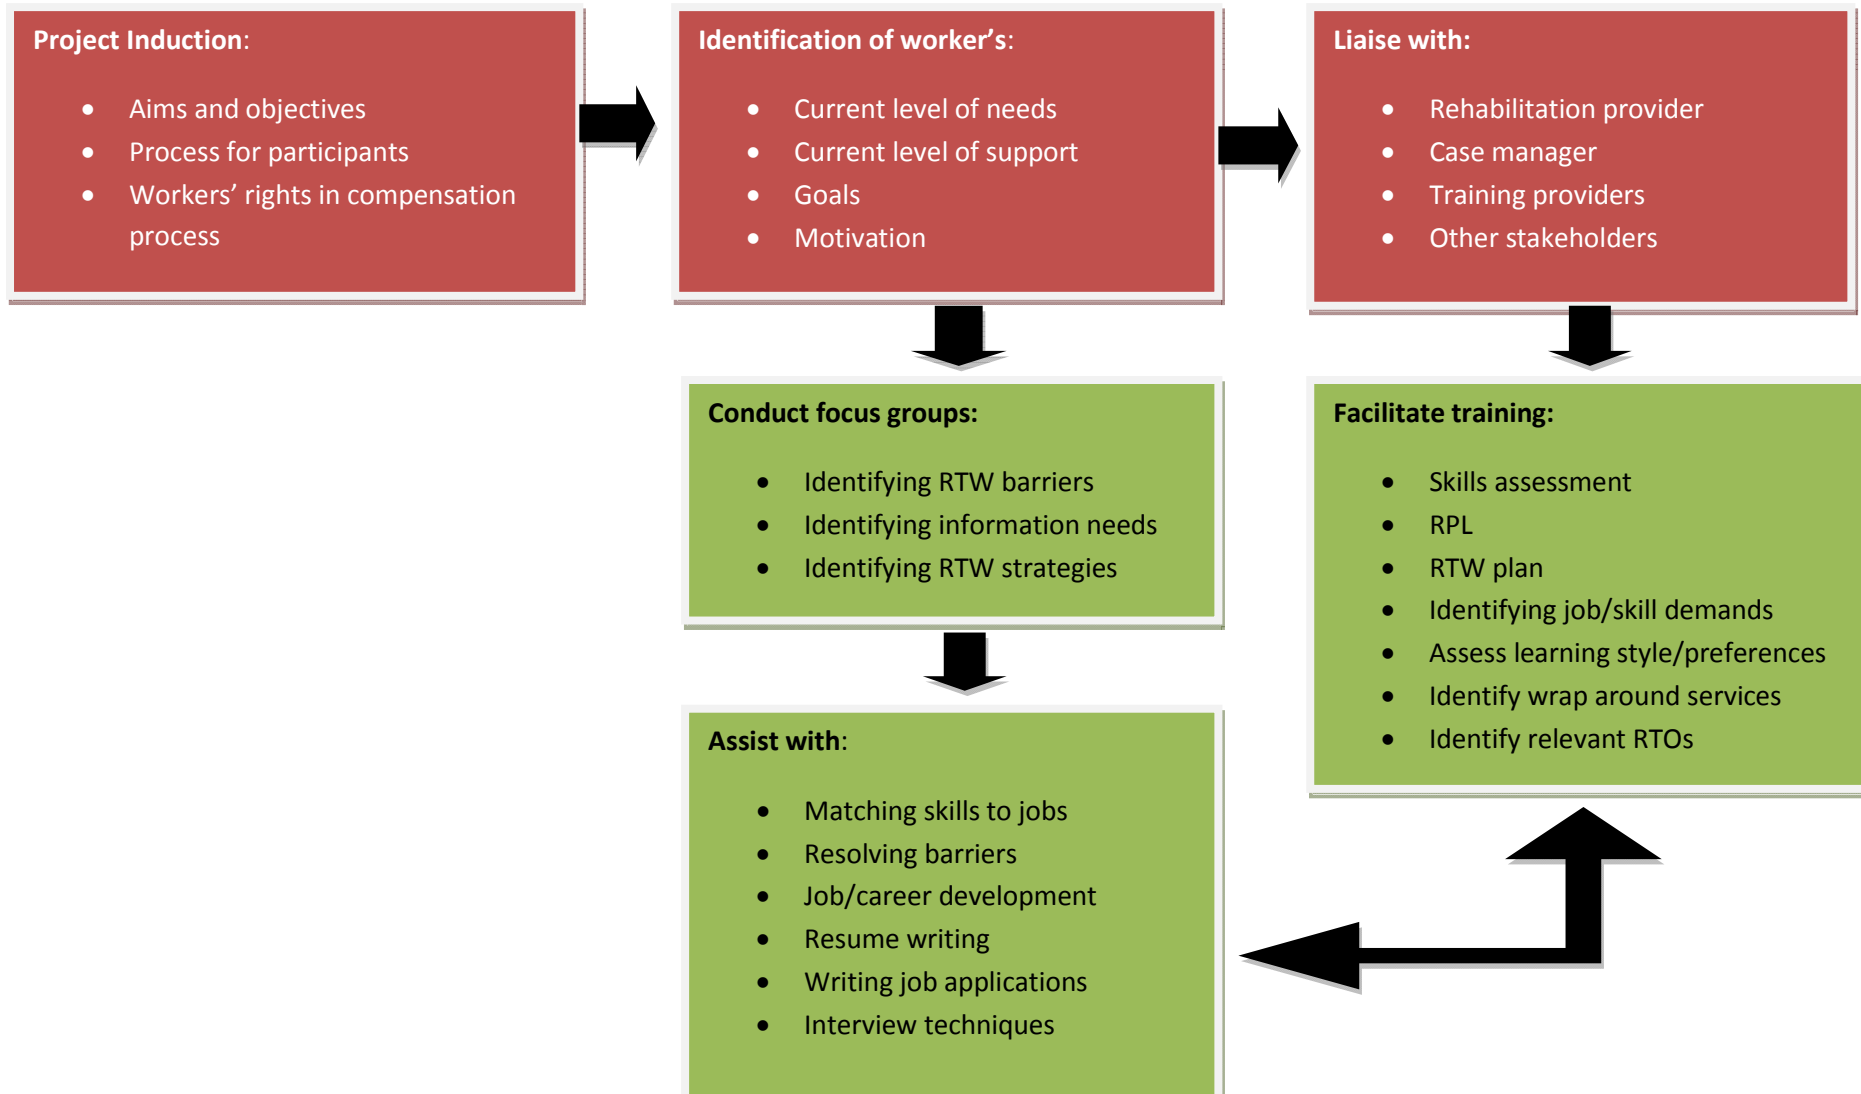 Project Induction:
• Aims and objectives
• Process for participants
• Workers’ rights in compensation
process
Identification of worker’s:
• Current level of needs
• Current level of support
• Goals
• Motivation
Liaise with:
• Rehabilitation provider
• Case manager
• Training providers
• Other stakeholders
Conduct focus groups:
• Identifying RTW barriers
• Identifying information needs
• Identifying RTW strategies
Facilitate training:
• Skills assessment
• RPL
• RTW plan
• Identifying job/skill demands
• Assess learning style/preferences
• Identify wrap around services
• Identify relevant RTOs
Assist with:
• Matching skills to jobs
• Resolving barriers
• Job/career development
• Resume writing
• Writing job applications
• Interview techniques